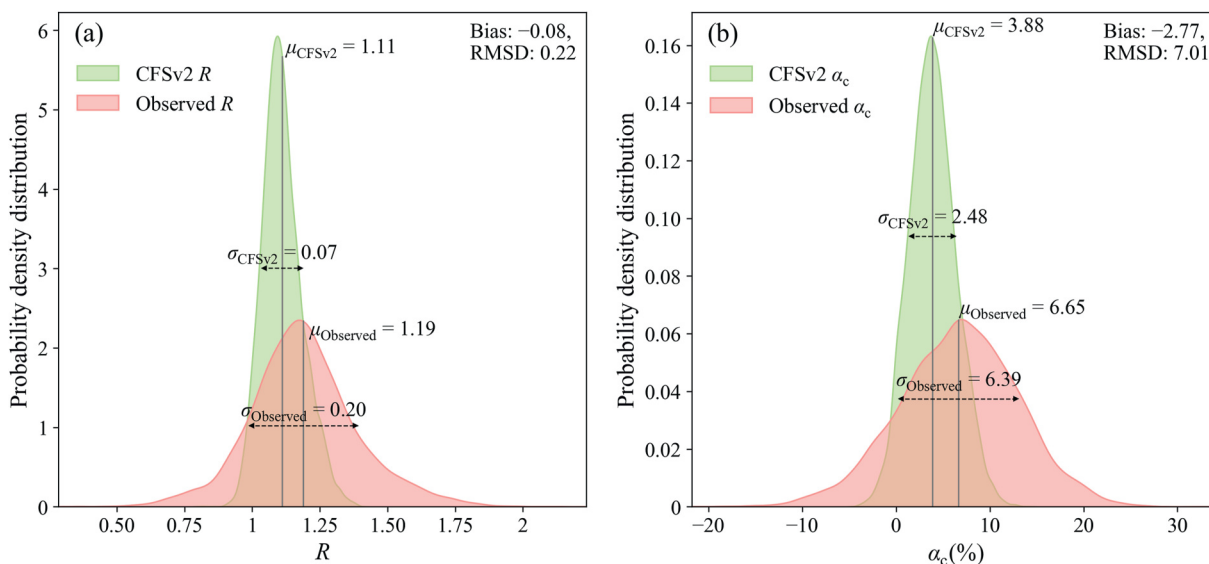 (a)
Bias: −0.08,
RMSD: 0.22
μCFSv2 = 1.11
CFSv2 R
Observed R
σCFSv2 = 0.07
μObserved = 1.19
σObserved = 0.20
Probability density distribution
6
5
4
3
2
1
0
0.50 0.75 1 1.25 1.50 1.75 2
R
(b)
Bias: −2.77,
RMSD: 7.01
μCFSv2 = 3.88
CFSv2 αc
Observed αc
σCFSv2 = 2.48
μObserved = 6.65
σObserved = 6.39
Probability density distribution
0.16
0.14
0.12
0.10
0.08
0.06
0.04
0.02
0
−20 −10 0 10 20 30
αc(%)